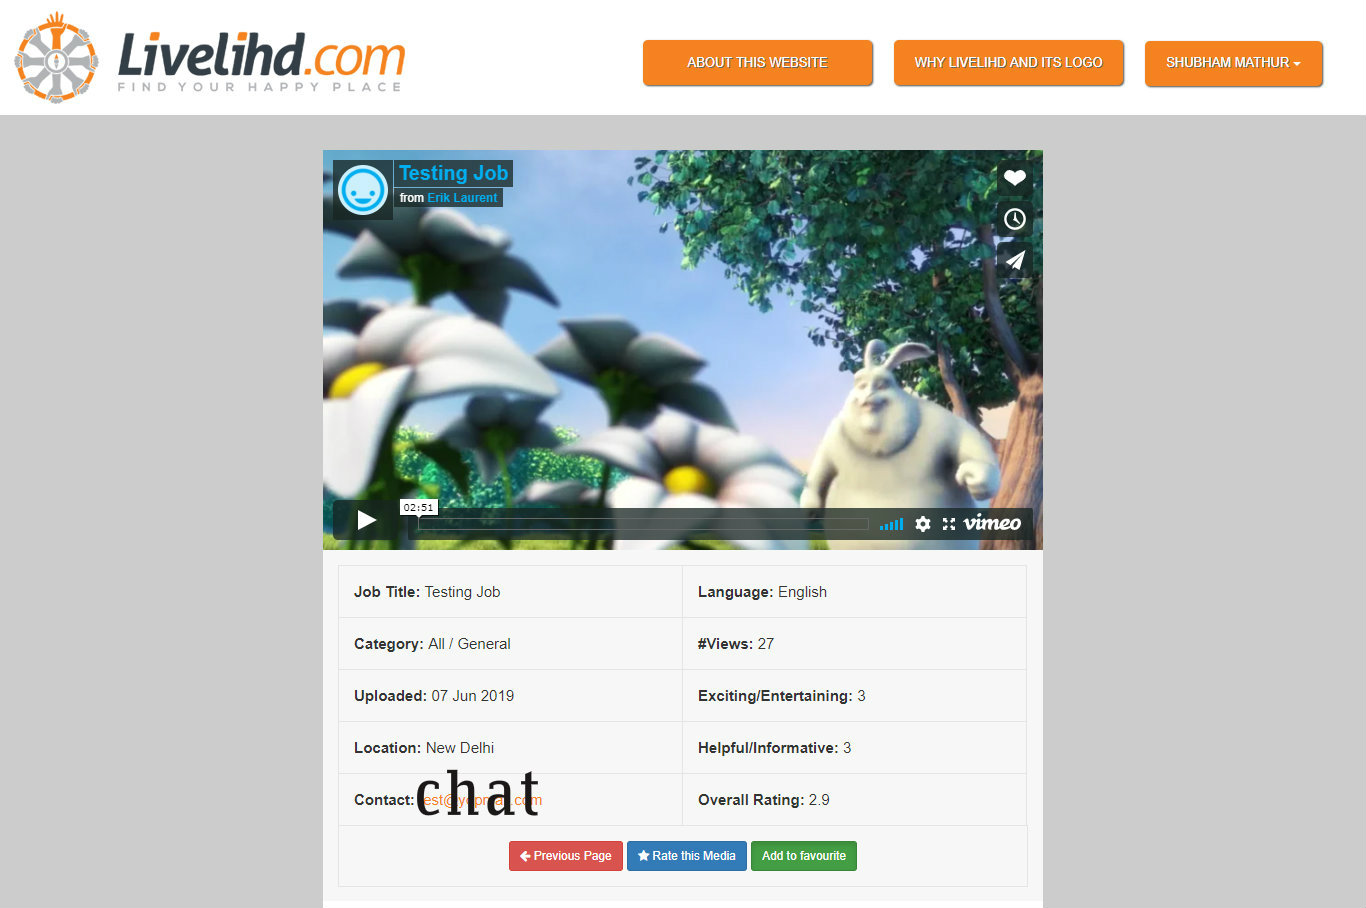 Livelihd.com
FIND YOUR HAPPY PLACE
ABOUT THIS WEBSITE
WHY LIVELIHD AND ITS LOGO
SHUBHAM MATHUR
Testing Job
from Erik Laurent
02:51
vimeo
Job Title: Testing Job
Language: English
Category: All / General
#Views: 27
Uploaded: 07 Jun 2019
Exciting/Entertaining: 3
Location: New Delhi
Helpful/Informative: 3
Contact:
chat
Overall Rating: 2.9
Previous Page
Rate this Media
Add to favourite